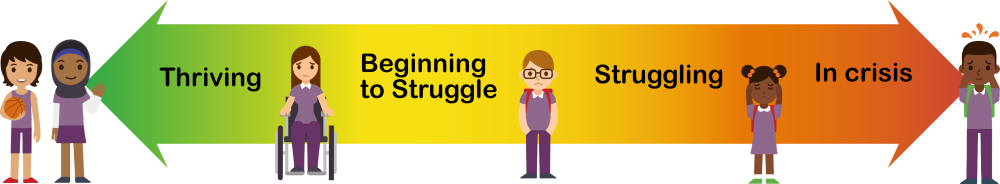 Thriving
Beginning
to Struggle
Struggling
In crisis